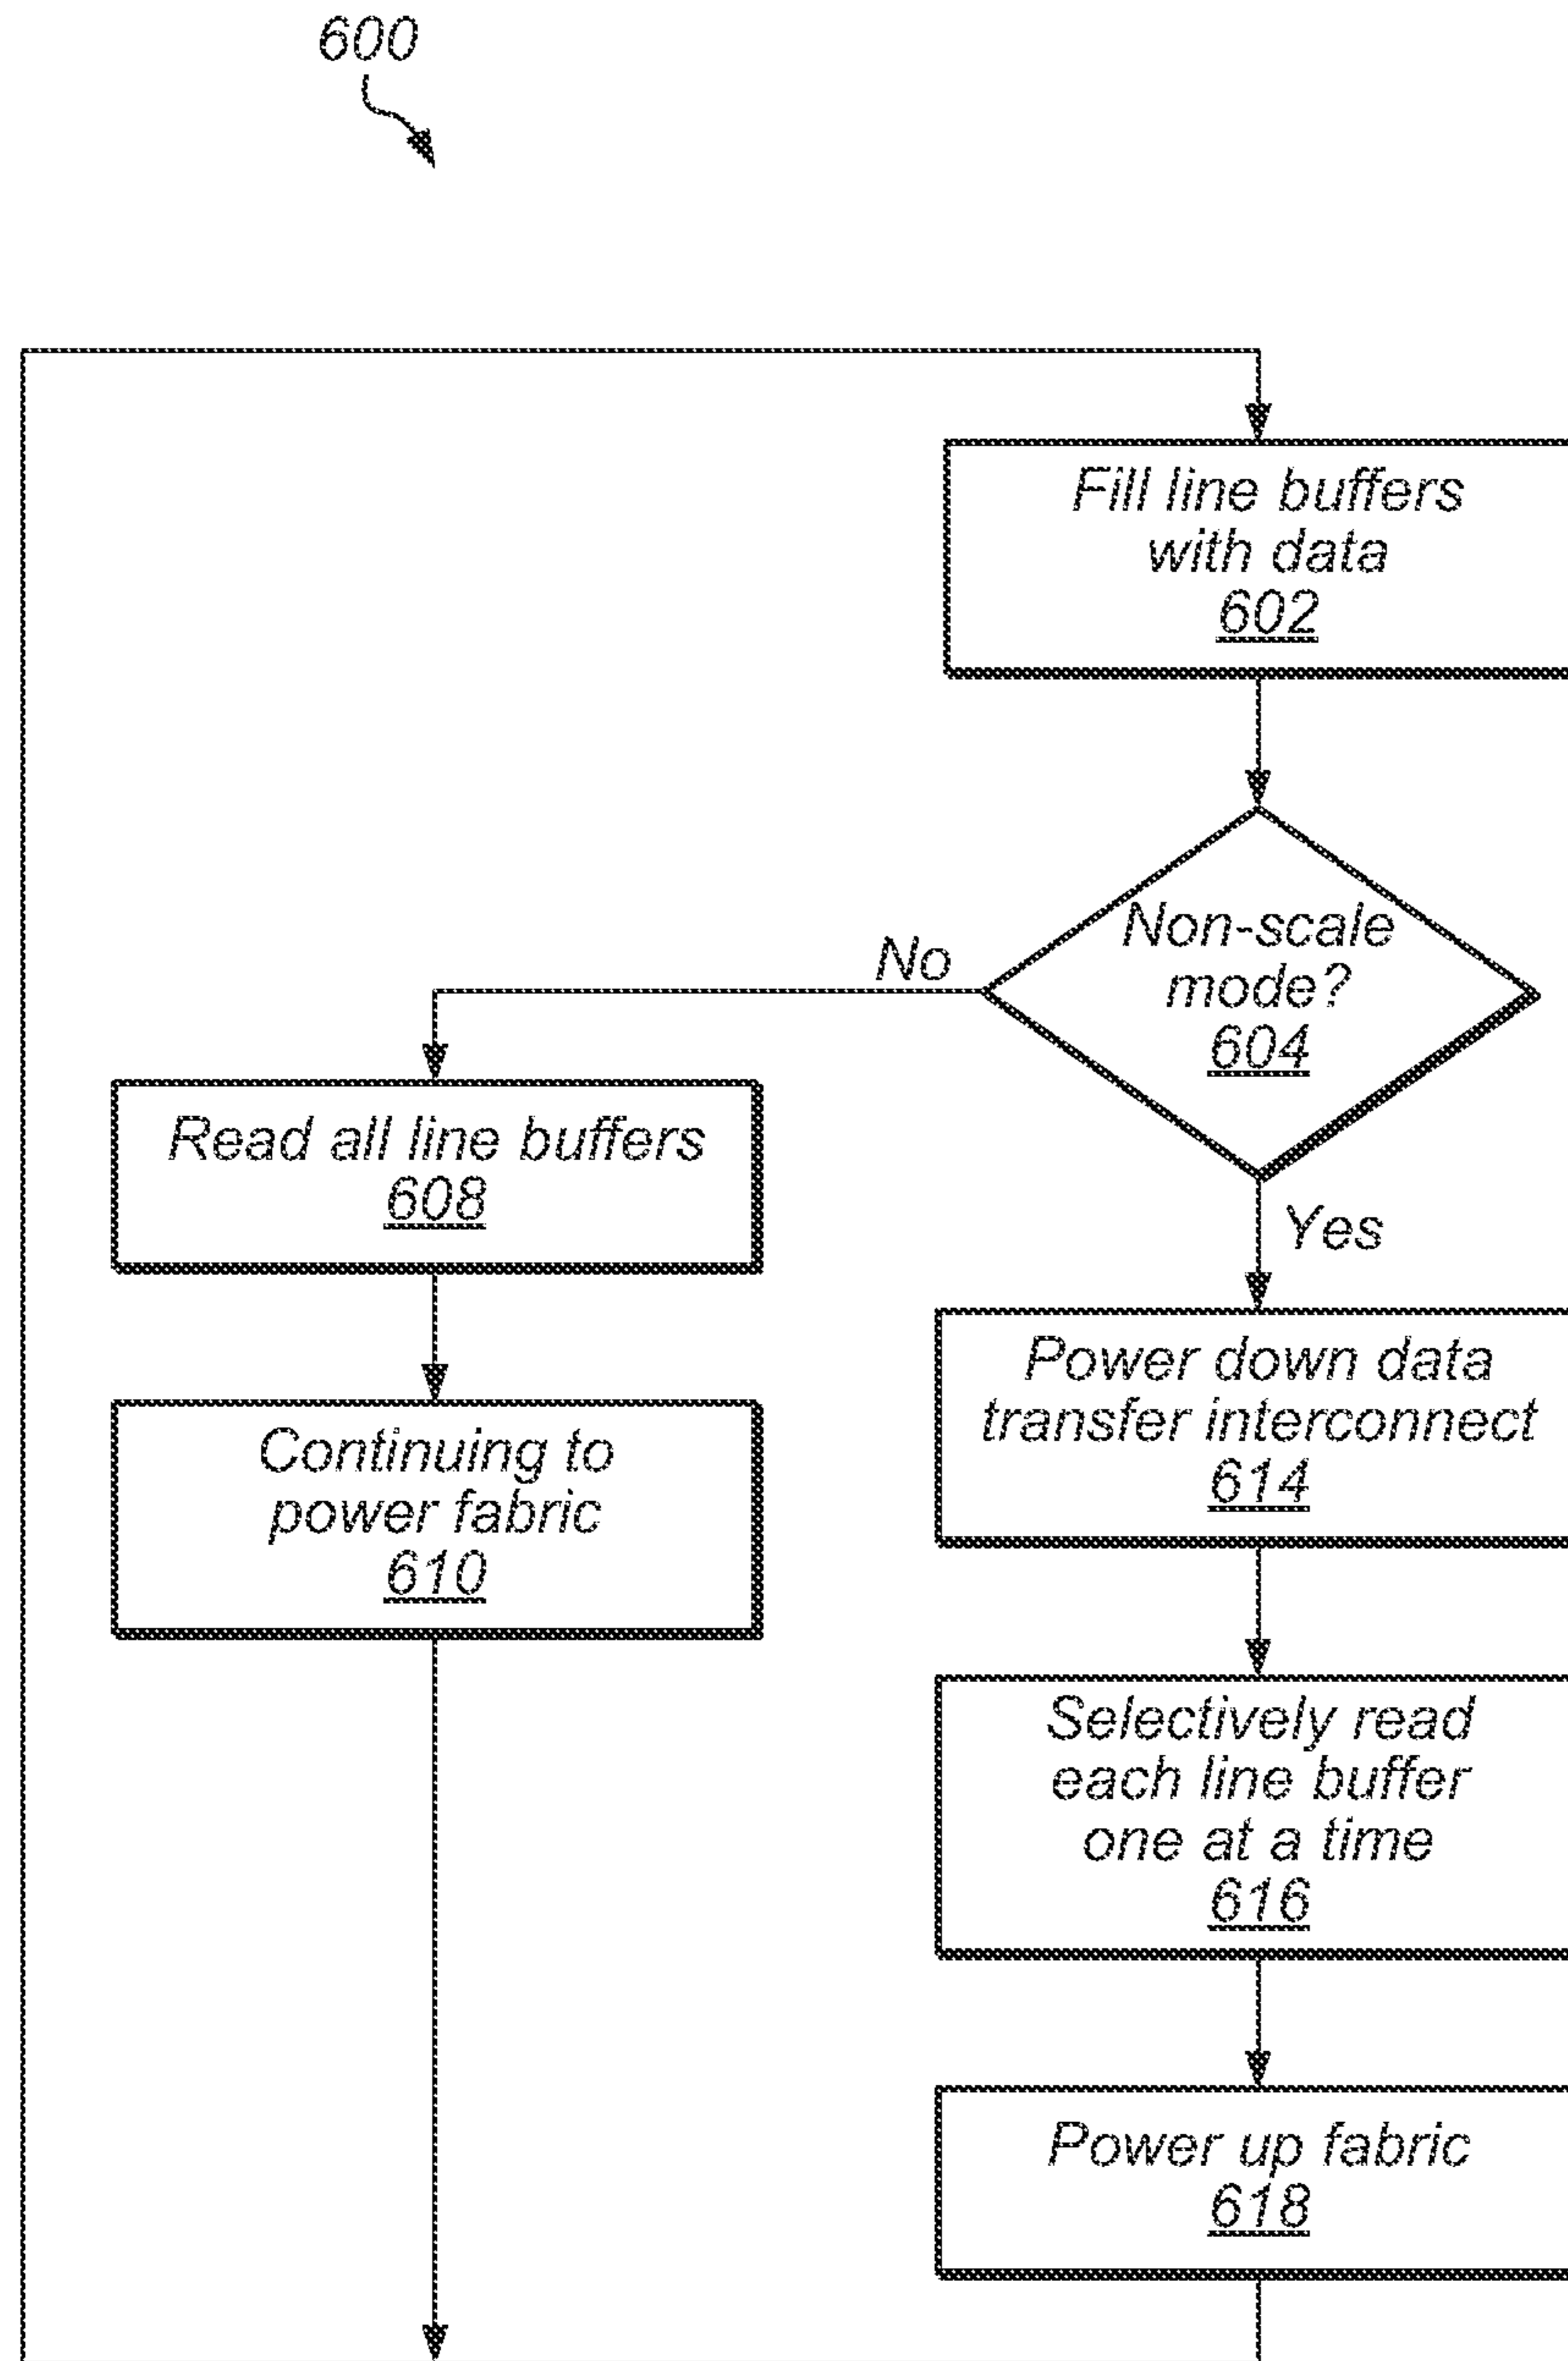 600
Fill line buffers
with data
602
Non-scale
mode?
604
No
Yes
Read all line buffers
608
Continuing to
power fabric
610
Power down data
transfer interconnect
614
Selectively read
each line buffer
one at a time
616
Power up fabric
618